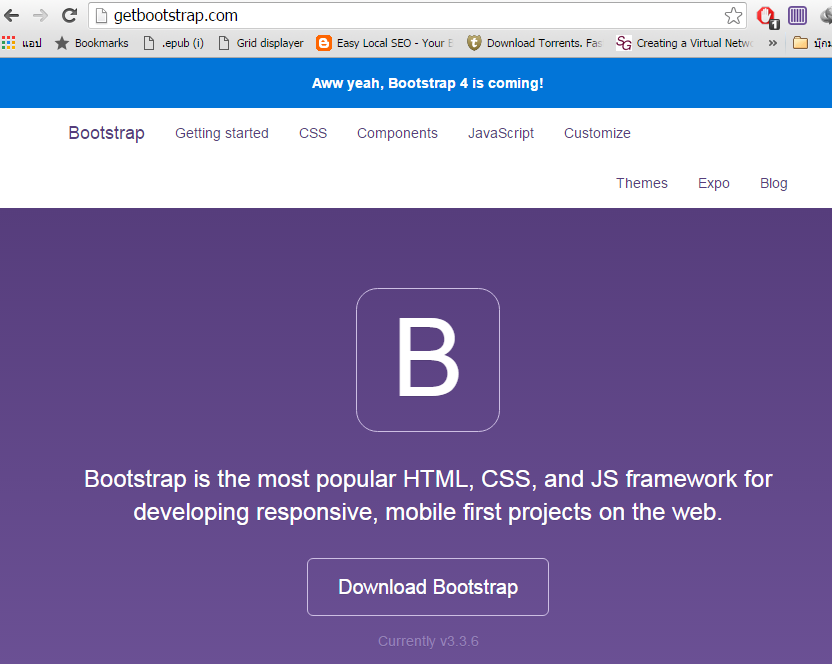 getbootstrap.com
1
แอป Bookmarks .epub (i) Grid displayer Easy Local SEO - Your Download Torrents. Fas Creating a Virtual Netw »
Aww yeah, Bootstrap 4 is coming!
Bootstrap Getting started CSS Components JavaScript Customize
Themes Expo Blog
B
Bootstrap is the most popular HTML, CSS, and JS framework for
developing responsive, mobile first projects on the web.
Download Bootstrap
Currently v3.3.6